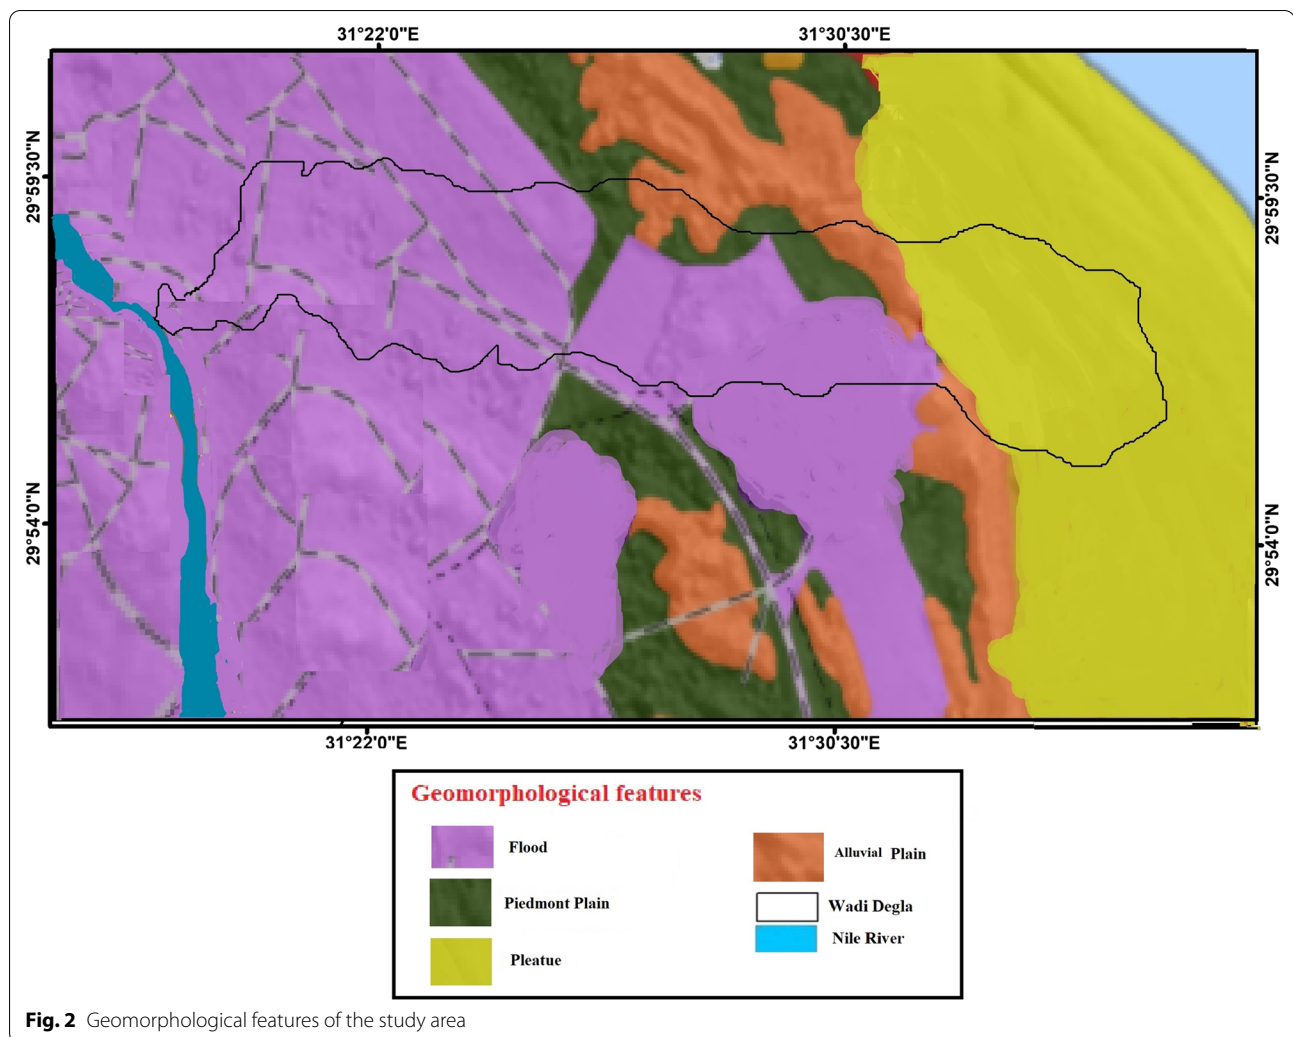 31°22'0"E 31°30'30"E
29°59'30"N 29°59'30"N
29°54'0"N 29°54'0"N
31°22'0"E 31°30'30"E
Geomorphological features
Flood
Piedmont Plain
Pleatue
Alluvial Plain
Wadi Degla
Nile River
Fig. 2 Geomorphological features of the study area